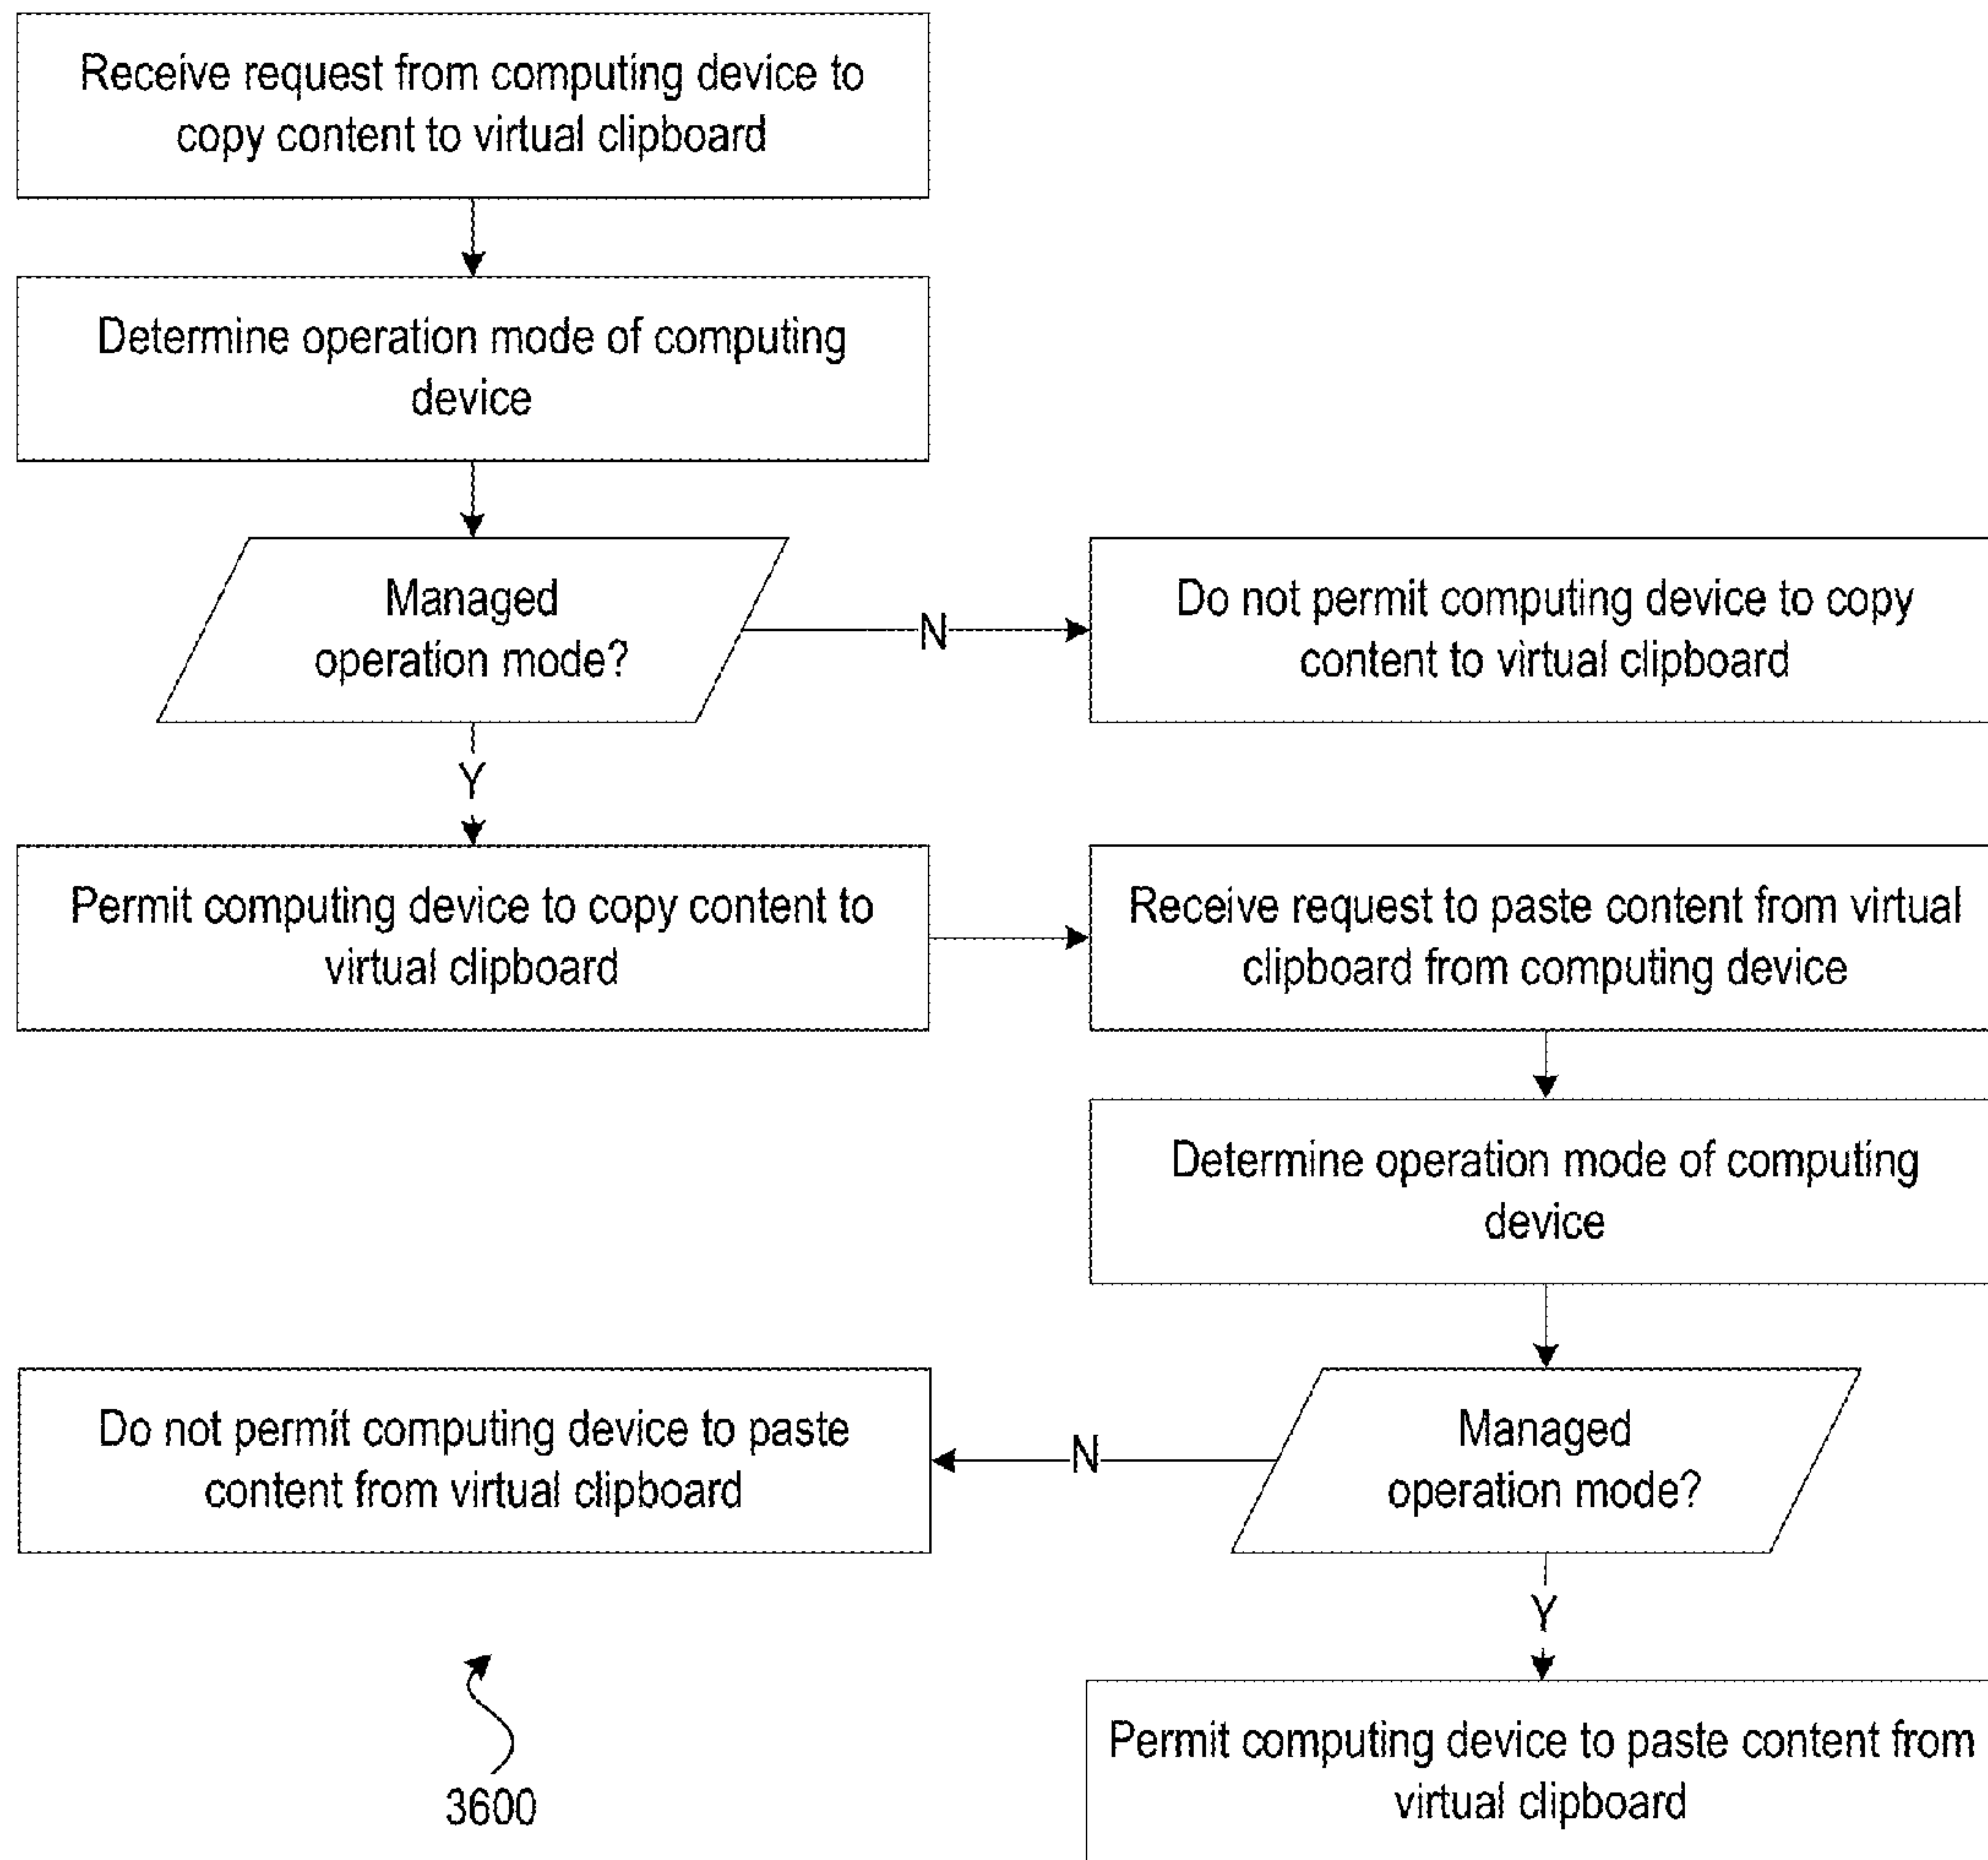 Receive request from computing device to
copy content to virtual clipboard
Determine operation mode of computing
device
Managed
operation mode?
N
Do not permit computing device to copy
content to virtual clipboard
Y
Permit computing device to copy content to
virtual clipboard
Receive request to paste content from virtual
clipboard from computing device
Determine operation mode of computing
device
Managed
operation mode?
N
Do not permit computing device to paste
content from virtual clipboard
Y
Permit computing device to paste content from
virtual clipboard
3600